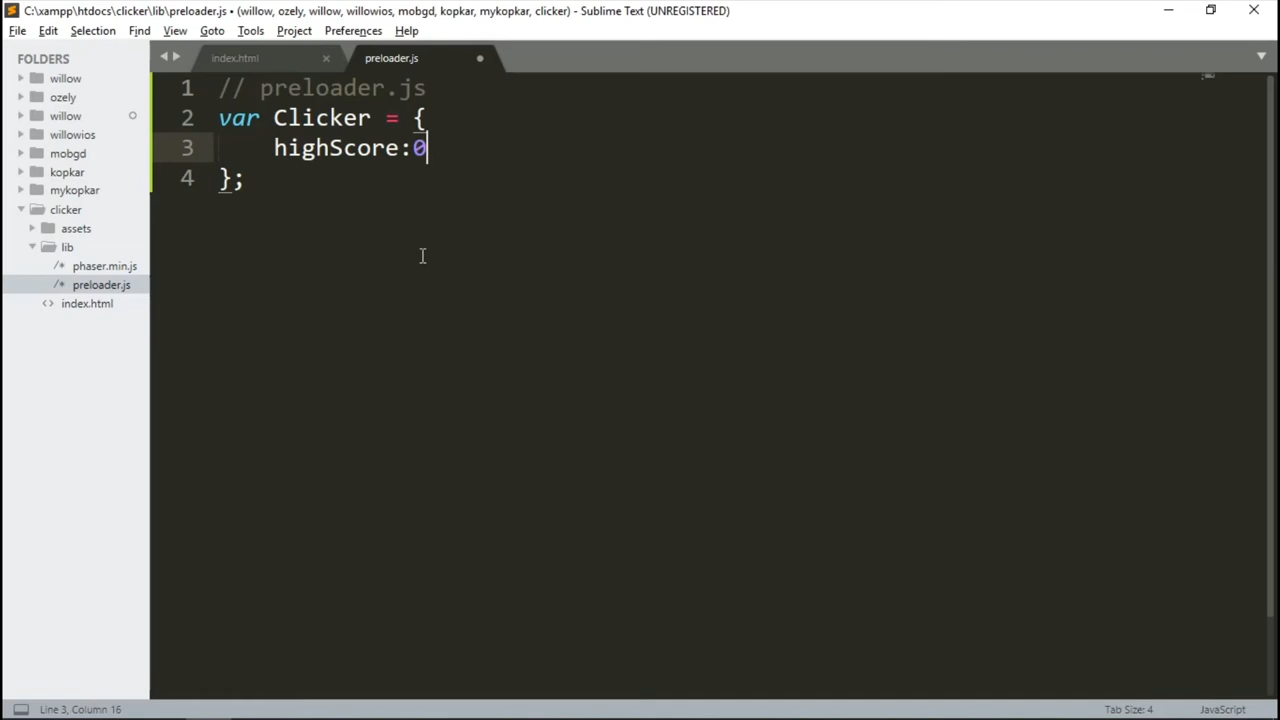 C:\xampp\htdocs\clicker\lib\preloader.js • (willow, ozely, willow, willowios, mobgd, kopkar, mykopkar, clicker) - Sublime Text (UNREGISTERED)
File Edit Selection Find View Goto Tools Project Preferences Help
FOLDERS
willow
ozely
willow
willowios
mobgd
kopkar
mykopkar
clicker
assets
lib
/* phaser.min.js
/* preloader.js
<> index.html
index.html ×
preloader.js
1 // preloader.js
2 var Clicker = {
3 highScore:0
4 };
Line 3, Column 16
Tab Size: 4
JavaScript